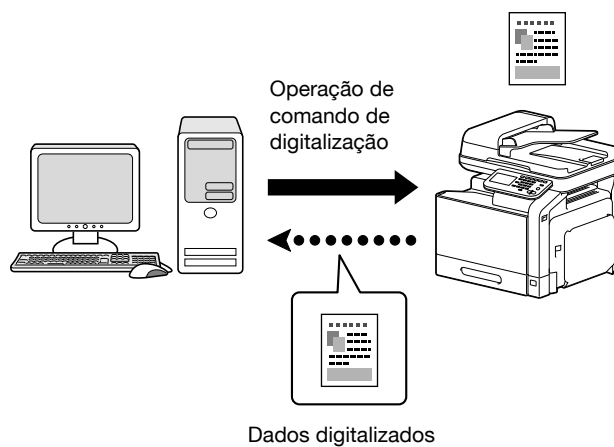 Operação de
comando de
digitalização
Dados digitalizados